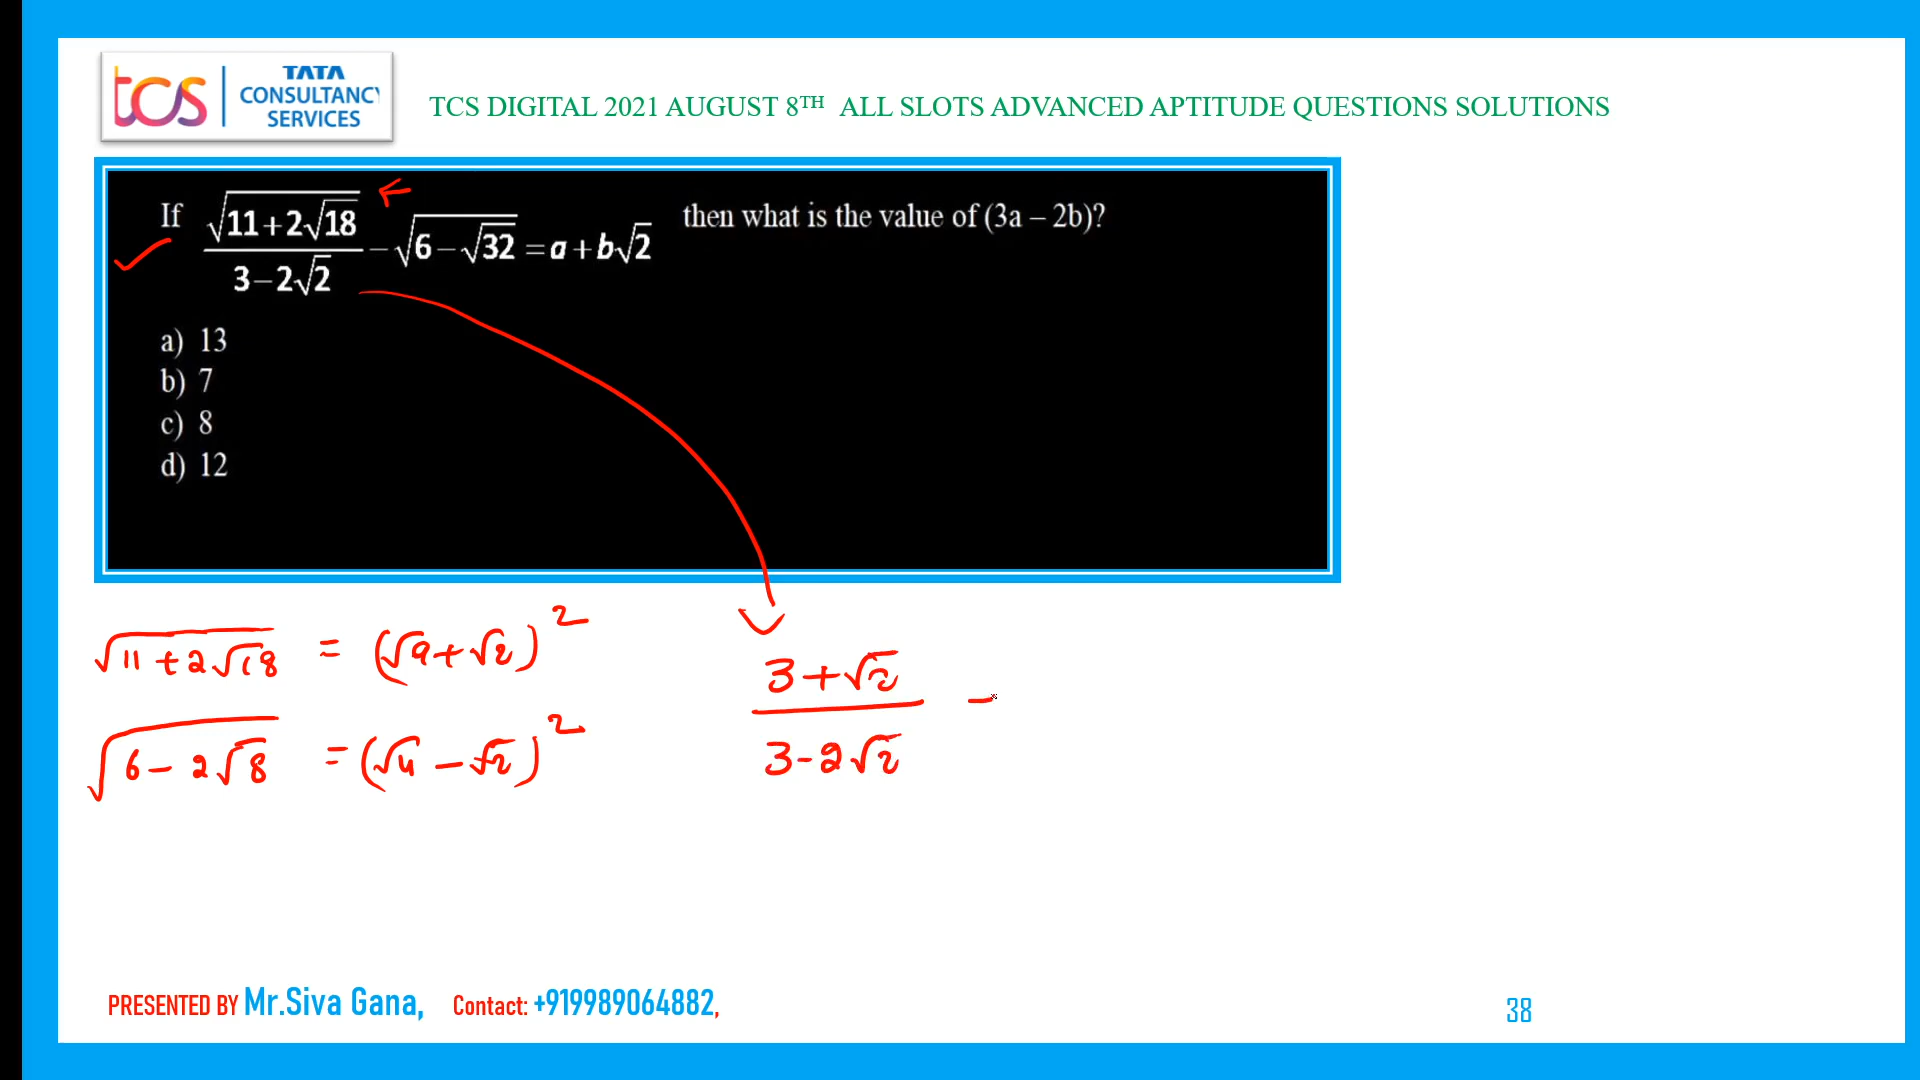 tcs TATA CONSULTANCY SERVICES
TCS DIGITAL 2021 AUGUST 8TH ALL SLOTS ADVANCED APTITUDE QUESTIONS SOLUTIONS
If √(11+2√18) / (3−2√2) − √(6−√32) = a+b√2 then what is the value of (3a – 2b)?
a) 13
b) 7
c) 8
d) 12
√(11 + 2√18) = (√9 + √2)²
√(6 − 2√8) = (√4 − √2)²
(3 + √2) / (3 - 2√2) −
PRESENTED BY Mr.Siva Gana, Contact: +919989064882,
38